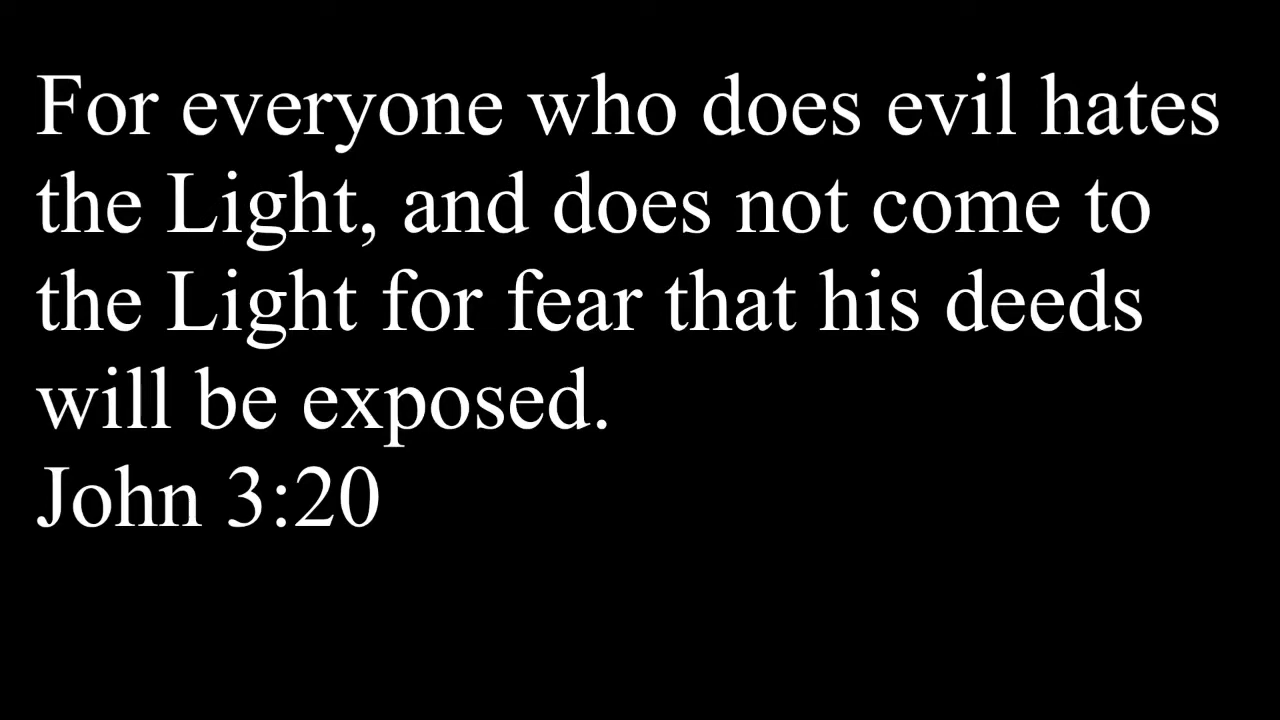 For everyone who does evil hates
the Light, and does not come to
the Light for fear that his deeds
will be exposed.
John 3:20